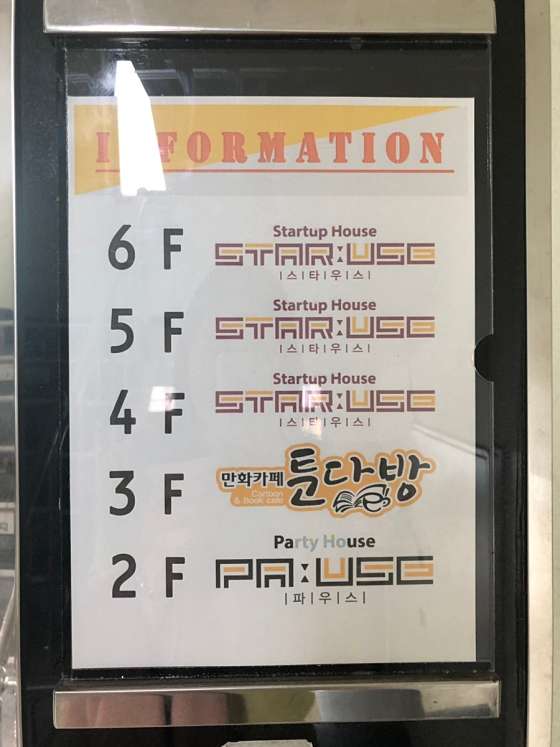 INFORMATION
6 F
Startup House
STAR:USE
|스|타|우|스|
5 F
Startup House
STAR:USE
|스|타|우|스|
4 F
Startup House
STAR:USE
|스|타|우|스|
3 F
만화카페 툰다방
Cartoon
& Book cafe
2 F
Party House
PA:USE
|파|우|스|